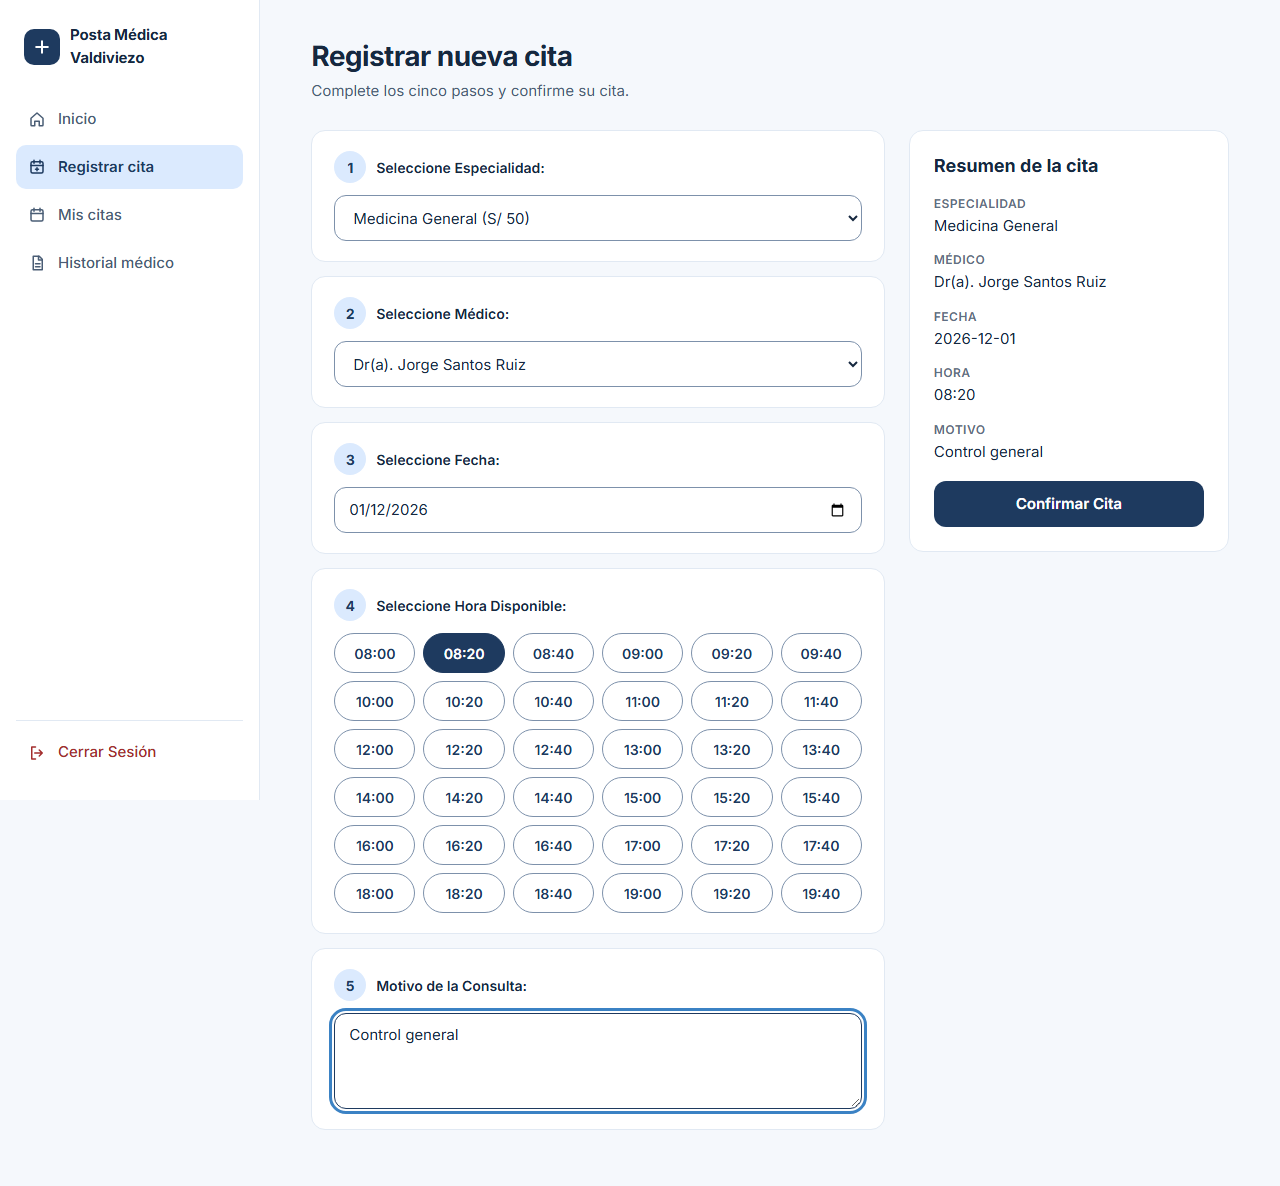 Posta Médica
Valdiviezo
Inicio
Registrar cita
Mis citas
Historial médico
Cerrar Sesión
Registrar nueva cita
Complete los cinco pasos y confirme su cita.
1 Seleccione Especialidad:
Medicina General (S/ 50)
2 Seleccione Médico:
Dr(a). Jorge Santos Ruiz
3 Seleccione Fecha:
01/12/2026
4 Seleccione Hora Disponible:
08:00 08:20 08:40 09:00 09:20 09:40
10:00 10:20 10:40 11:00 11:20 11:40
12:00 12:20 12:40 13:00 13:20 13:40
14:00 14:20 14:40 15:00 15:20 15:40
16:00 16:20 16:40 17:00 17:20 17:40
18:00 18:20 18:40 19:00 19:20 19:40
5 Motivo de la Consulta:
Control general
Resumen de la cita
ESPECIALIDAD
Medicina General
MÉDICO
Dr(a). Jorge Santos Ruiz
FECHA
2026-12-01
HORA
08:20
MOTIVO
Control general
Confirmar Cita